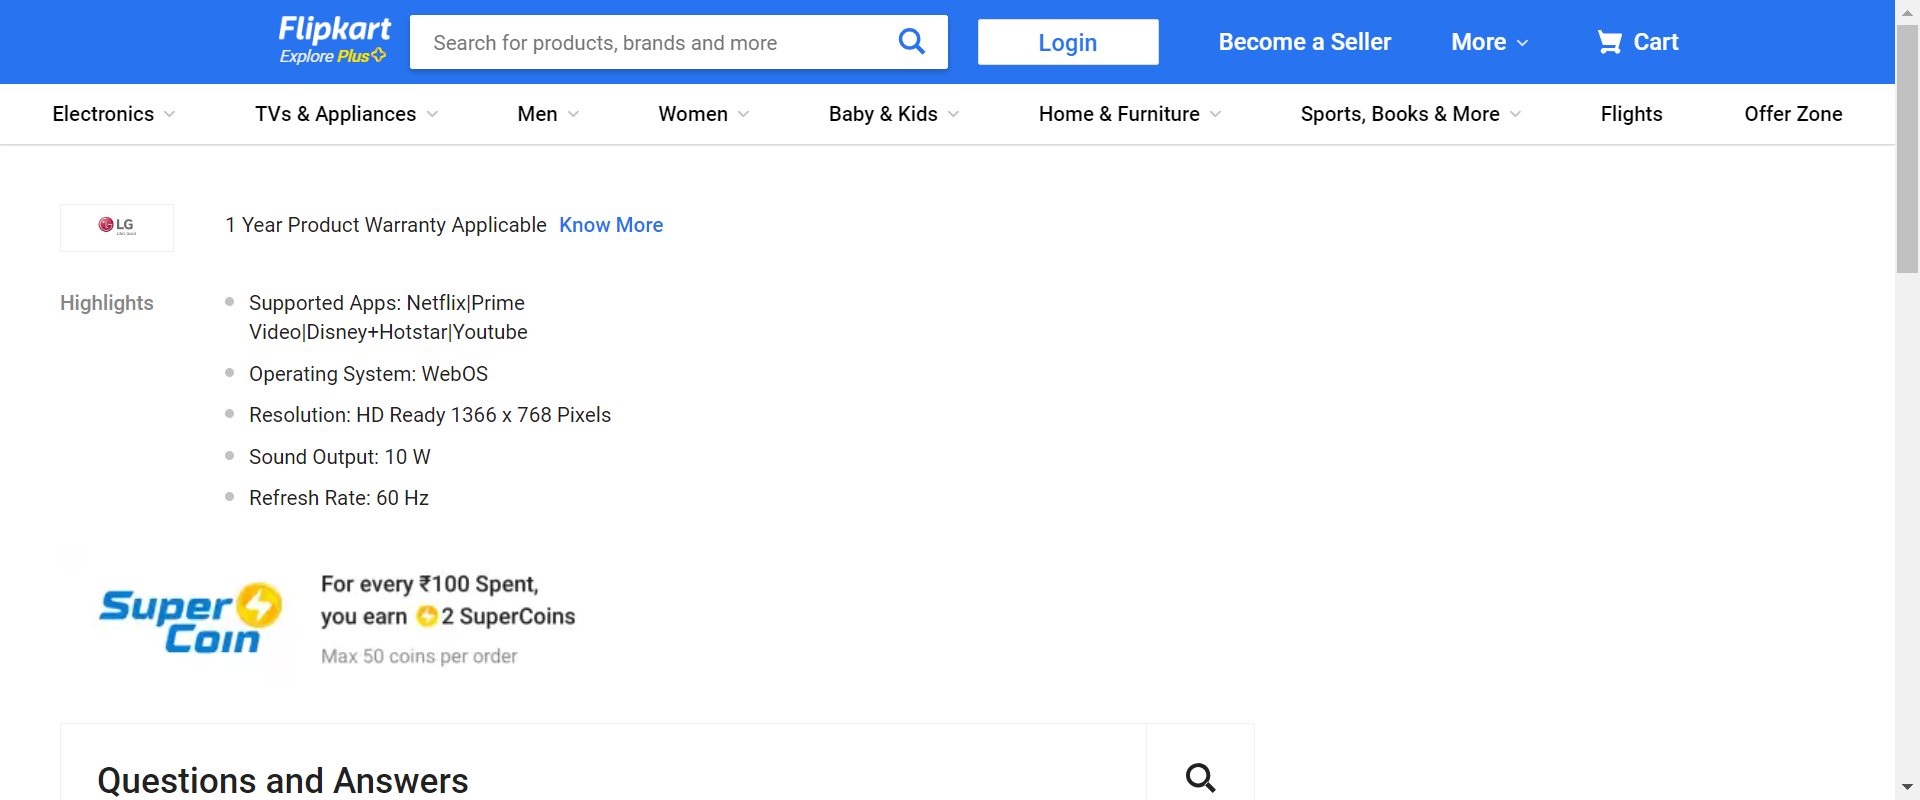 Flipkart
Explore Plus
Search for products, brands and more
Login
Become a Seller
More
Cart
Electronics
TVs & Appliances
Men
Women
Baby & Kids
Home & Furniture
Sports, Books & More
Flights
Offer Zone
LG
Life's Good
1 Year Product Warranty Applicable Know More
Highlights
Supported Apps: Netflix|Prime
Video|Disney+Hotstar|Youtube
Operating System: WebOS
Resolution: HD Ready 1366 x 768 Pixels
Sound Output: 10 W
Refresh Rate: 60 Hz
Super
Coin
For every ₹100 Spent,
you earn 2 SuperCoins
Max 50 coins per order
Questions and Answers